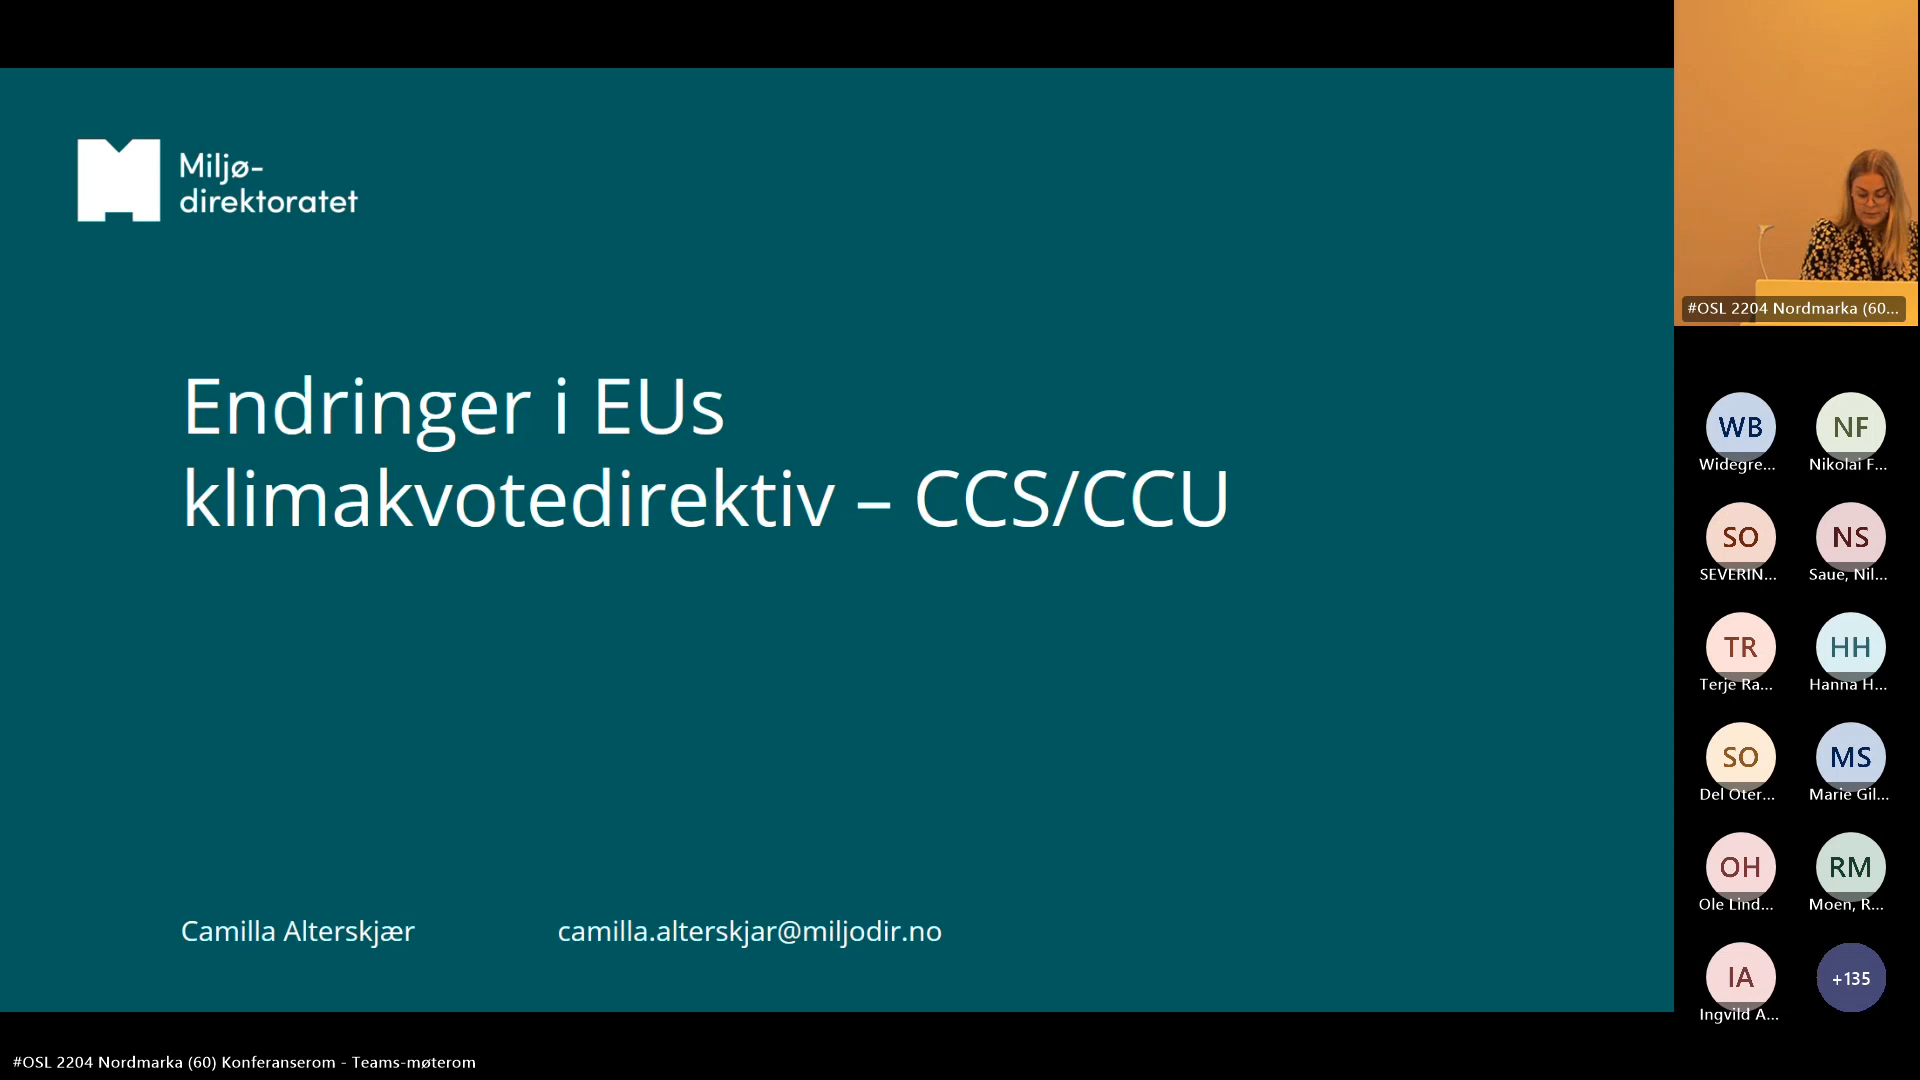 Miljø-
direktoratet
Endringer i EUs
klimakvotedirektiv – CCS/CCU
Camilla Alterskjær
camilla.alterskjar@miljodir.no
#OSL 2204 Nordmarka (60...
WB
NF
Widegre...
Nikolai F...
SO
NS
SEVERIN...
Saue, Nil...
TR
HH
Terje Ra...
Hanna H...
SO
MS
Del Oter...
Marie Gil...
OH
RM
Ole Lind...
Moen, R...
IA
+135
Ingvild A...
#OSL 2204 Nordmarka (60) Konferanserom - Teams-møterom